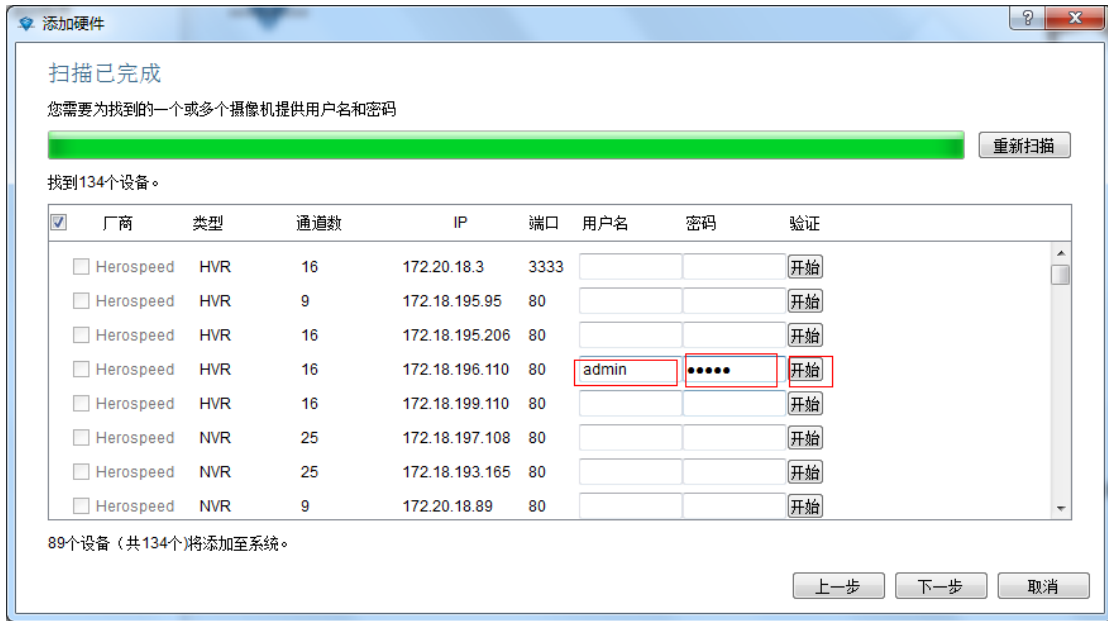 添加硬件
扫描已完成
您需要为找到的一个或多个摄像机提供用户名和密码
重新扫描
找到134个设备。
厂商 类型 通道数 IP 端口 用户名 密码 验证
Herospeed HVR 16 172.20.18.3 3333 开始
Herospeed HVR 9 172.18.195.95 80 开始
Herospeed HVR 16 172.18.195.206 80 开始
Herospeed HVR 16 172.18.196.110 80 admin ●●●●● 开始
Herospeed HVR 16 172.18.199.110 80 开始
Herospeed NVR 25 172.18.197.108 80 开始
Herospeed NVR 25 172.18.193.165 80 开始
Herospeed NVR 9 172.20.18.89 80 开始
89个设备（共134个)将添加至系统。
上一步 下一步 取消